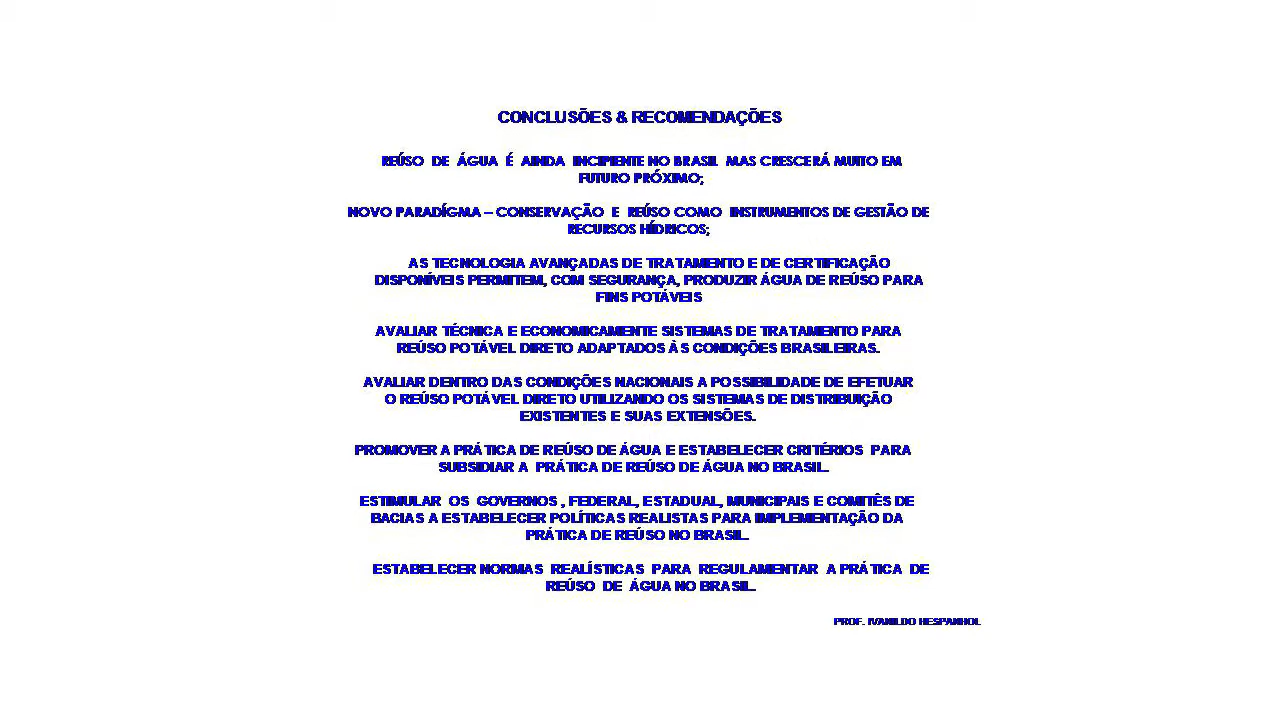 CONCLUSÕES & RECOMENDAÇÕES
REÚSO DE ÁGUA É AINDA INCIPIENTE NO BRASIL MAS CRESCERÁ MUITO EM
FUTURO PRÓXIMO;
NOVO PARADÍGMA – CONSERVAÇÃO E REÚSO COMO INSTRUMENTOS DE GESTÃO DE
RECURSOS HÍDRICOS;
AS TECNOLOGIA AVANÇADAS DE TRATAMENTO E DE CERTIFICAÇÃO
DISPONÍVEIS PERMITEM, COM SEGURANÇA, PRODUZIR ÁGUA DE REÚSO PARA
FINS POTÁVEIS
AVALIAR TÉCNICA E ECONOMICAMENTE SISTEMAS DE TRATAMENTO PARA
REÚSO POTÁVEL DIRETO ADAPTADOS ÀS CONDIÇÕES BRASILEIRAS.
AVALIAR DENTRO DAS CONDIÇÕES NACIONAIS A POSSIBILIDADE DE EFETUAR
O REÚSO POTÁVEL DIRETO UTILIZANDO OS SISTEMAS DE DISTRIBUIÇÃO
EXISTENTES E SUAS EXTENSÕES.
PROMOVER A PRÁTICA DE REÚSO DE ÁGUA E ESTABELECER CRITÉRIOS PARA
SUBSIDIAR A PRÁTICA DE REÚSO DE ÁGUA NO BRASIL.
ESTIMULAR OS GOVERNOS , FEDERAL, ESTADUAL, MUNICIPAIS E COMITÊS DE
BACIAS A ESTABELECER POLÍTICAS REALISTAS PARA IMPLEMENTAÇÃO DA
PRÁTICA DE REÚSO NO BRASIL.
ESTABELECER NORMAS REALÍSTICAS PARA REGULAMENTAR A PRÁTICA DE
REÚSO DE ÁGUA NO BRASIL.
PROF. IVANILDO HESPANHOL